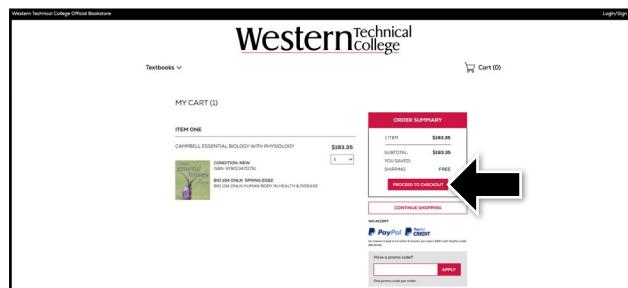 Western Technical College Official Bookstore
Login/Sign
Western Technical College
Textbooks
Cart (0)
MY CART (1)
ITEM ONE
CAMPBELL ESSENTIAL BIOLOGY WITH PHYSIOLOGY
$193.35
1
essential biology
CONDITION: NEW
BIO 104 ONLN SPRING 2022
BIO 104 ONLN HUMAN BODY IN HEALTH & DISEASE
ORDER SUMMARY
1 ITEM $193.35
SUBTOTAL $193.35
YOU SAVED
SHIPPING FREE
PROCEED TO CHECKOUT
CONTINUE SHOPPING
WE ACCEPT
PayPal PayPal CREDIT
Have a promo code?
APPLY
One promo code per order